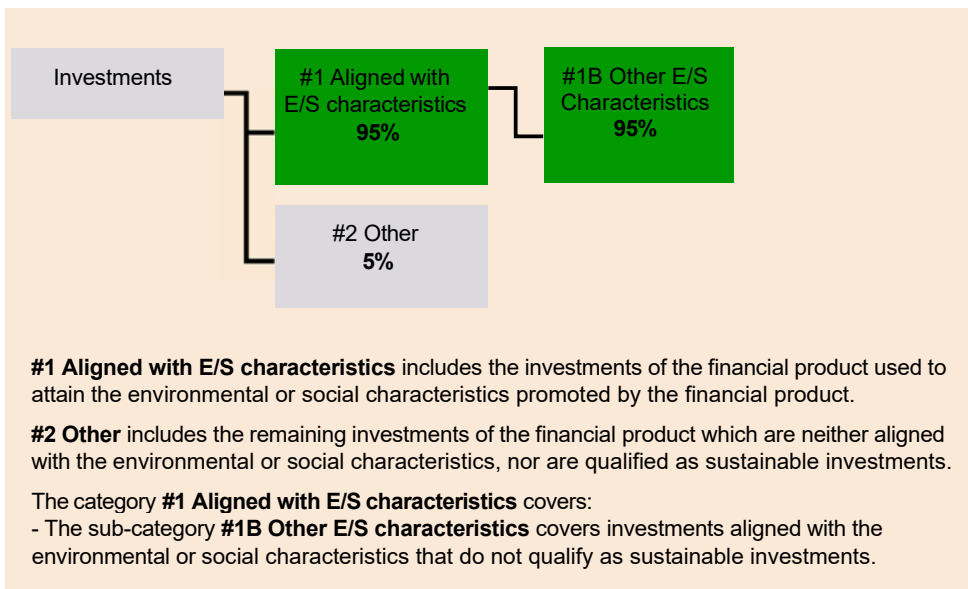 Investments
#1 Aligned with
E/S characteristics
95%
#1B Other E/S
Characteristics
95%
#2 Other
5%
#1 Aligned with E/S characteristics includes the investments of the financial product used to
attain the environmental or social characteristics promoted by the financial product.
#2 Other includes the remaining investments of the financial product which are neither aligned
with the environmental or social characteristics, nor are qualified as sustainable investments.
The category #1 Aligned with E/S characteristics covers:
- The sub-category #1B Other E/S characteristics covers investments aligned with the
environmental or social characteristics that do not qualify as sustainable investments.